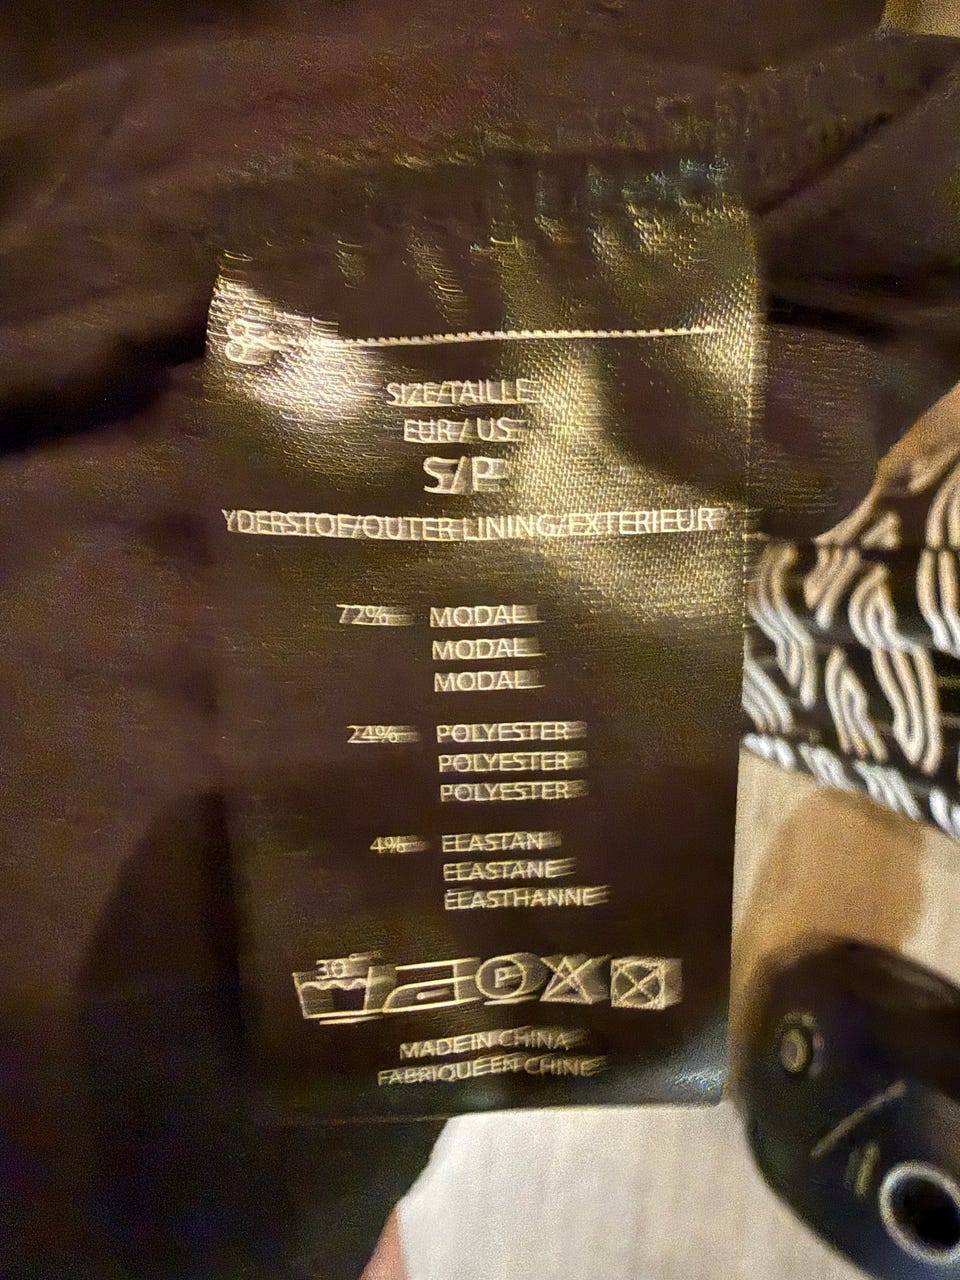 SIZE/TAILLE
EUR / US
S/P
YDERSTOF/OUTER LINING/EXTERIEUR
72% MODAL
MODAL
MODAL
24% POLYESTER
POLYESTER
POLYESTER
4% ELASTAN
ELASTANE
ELASTHANNE
30°
P
MADE IN CHINA
FABRIQUE EN CHINE